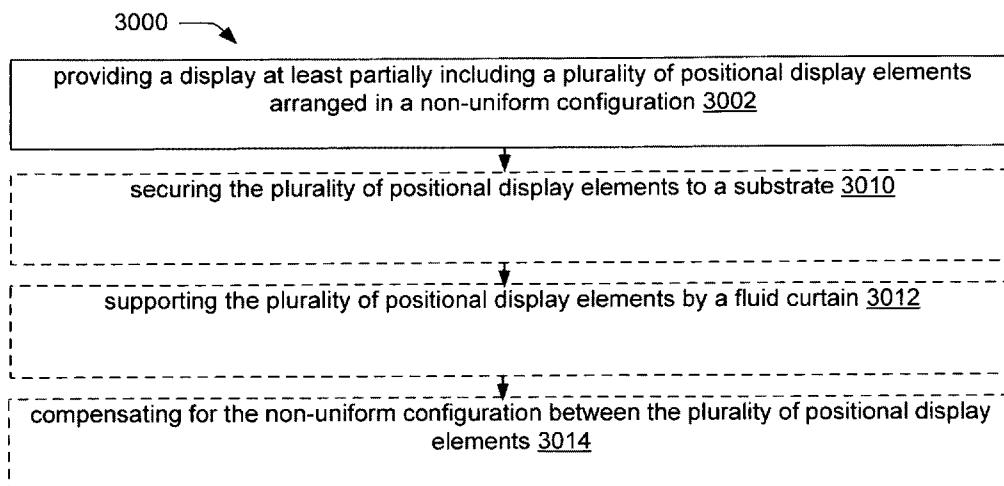 3000
providing a display at least partially including a plurality of positional display elements
arranged in a non-uniform configuration 3002
securing the plurality of positional display elements to a substrate 3010
supporting the plurality of positional display elements by a fluid curtain 3012
compensating for the non-uniform configuration between the plurality of positional display
elements 3014